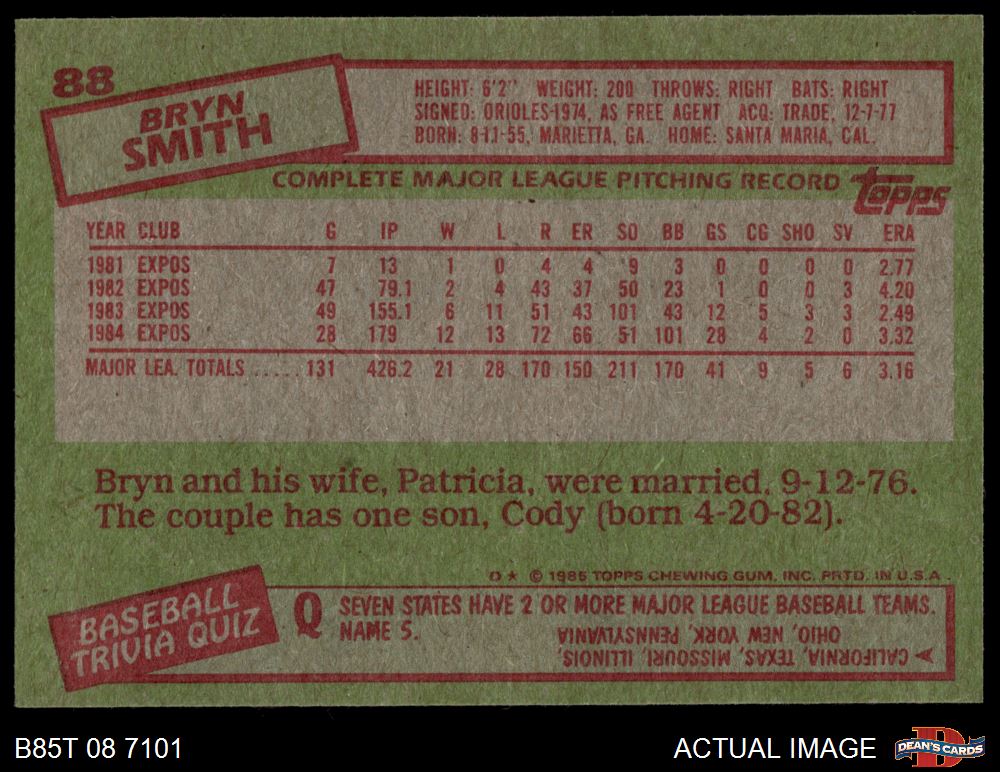 88
BRYN
SMITH
HEIGHT: 6'2" WEIGHT: 200 THROWS: RIGHT BATS: RIGHT
SIGNED: ORIOLES-1974, AS FREE AGENT ACQ: TRADE, 12-7-77
BORN: 8-11-55, MARIETTA, GA. HOME: SANTA MARIA, CAL.
COMPLETE MAJOR LEAGUE PITCHING RECORD topps
YEAR CLUB G IP W L R ER SO BB GS CG SHO SV ERA
1981 EXPOS 7 13 1 0 4 4 9 3 0 0 0 0 2.77
1982 EXPOS 47 79.1 2 4 43 37 50 23 1 0 0 3 4.20
1983 EXPOS 49 155.1 6 11 51 43 101 43 12 5 3 3 2.49
1984 EXPOS 28 179 12 13 72 66 51 101 28 4 2 0 3.32
MAJOR LEA. TOTALS .....131 426.2 21 28 170 150 211 170 41 9 5 6 3.16
Bryn and his wife, Patricia, were married, 9-12-76.
The couple has one son, Cody (born 4-20-82).
D★ © 1985 TOPPS CHEWING GUM, INC. PRTD. IN U.S.A.
BASEBALL
TRIVIA QUIZ
Q SEVEN STATES HAVE 2 OR MORE MAJOR LEAGUE BASEBALL TEAMS.
NAME 5.
CALIFORNIA, TEXAS, MISSOURI, ILLINOIS,
OHIO, NEW YORK, PENNSYLVANIA
B85T 08 7101
ACTUAL IMAGE
DEAN'S CARDS